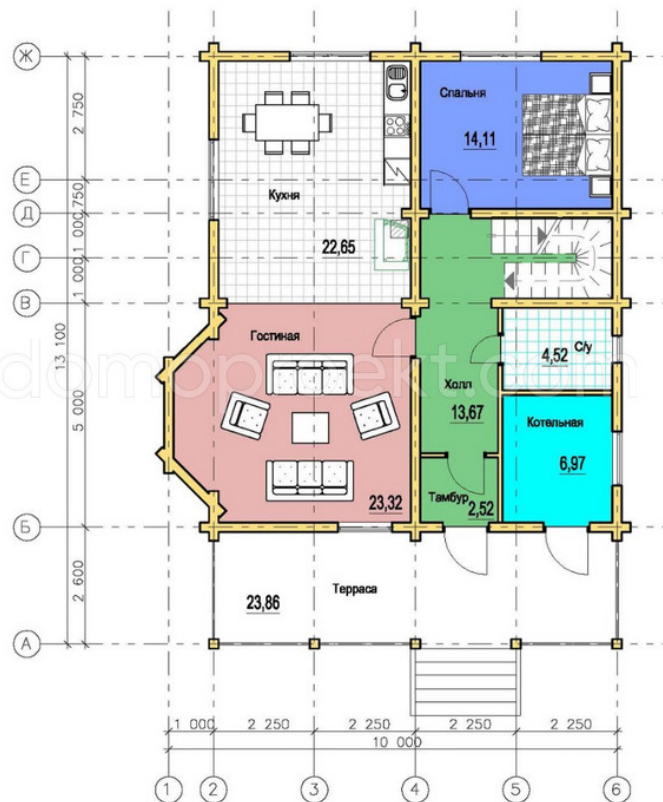 Ж
Спальня
14,11
2 750
Е
Кухня
750
Д
22,65
1 000
Г
1 000
В
Гостиная
13 100
domoproekt.com
С/у
4,52
5 000
Холл
13,67
Котельная
6,97
23,32
Тамбур
2,52
Б
2 600
23,86
Терраса
А
1 000
2 250
2 250
2 250
2 250
10 000
1
2
3
4
5
6